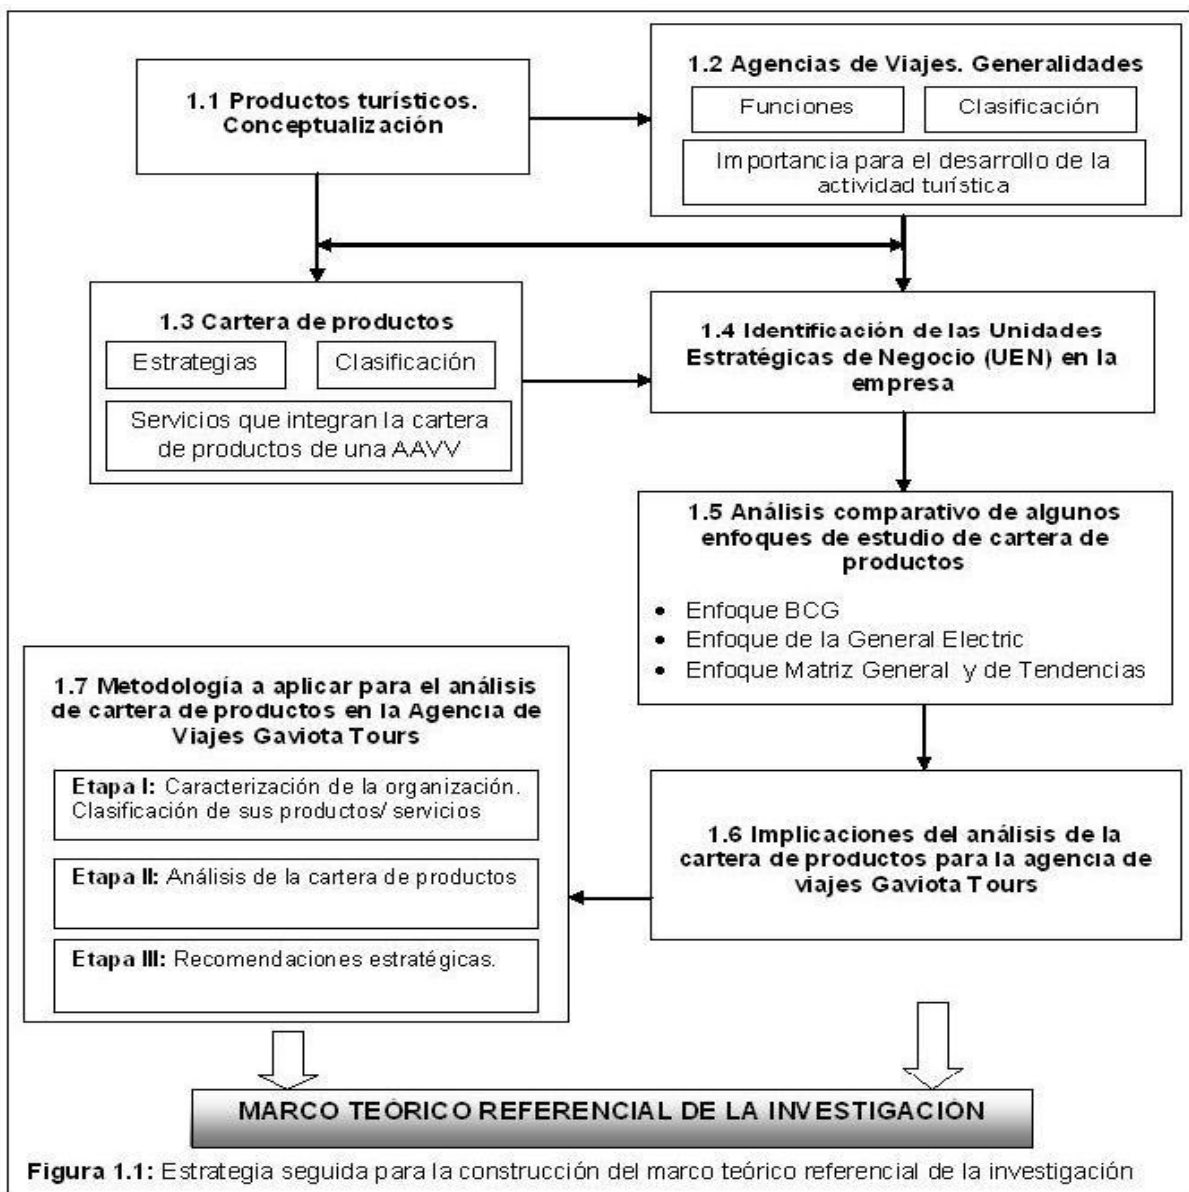 1.1 Productos turísticos.
Conceptualización
1.2 Agencias de Viajes. Generalidades
Funciones
Clasificación
Importancia para el desarrollo de la
actividad turística
1.3 Cartera de productos
Estrategias
Clasificación
Servicios que integran la cartera
de productos de una AAVV
1.4 Identificación de las Unidades
Estratégicas de Negocio (UEN) en la
empresa
1.5 Análisis comparativo de algunos
enfoques de estudio de cartera de
productos
• Enfoque BCG
• Enfoque de la General Electric
• Enfoque Matriz General y de Tendencias
1.6 Implicaciones del análisis de la
cartera de productos para la agencia de
viajes Gaviota Tours
1.7 Metodología a aplicar para el análisis
de cartera de productos en la Agencia de
Viajes Gaviota Tours
Etapa I: Caracterización de la organización.
Clasificación de sus productos/ servicios
Etapa II: Análisis de la cartera de productos
Etapa III: Recomendaciones estratégicas.
MARCO TEÓRICO REFERENCIAL DE LA INVESTIGACIÓN
Figura 1.1: Estrategia seguida para la construcción del marco teórico referencial de la investigación